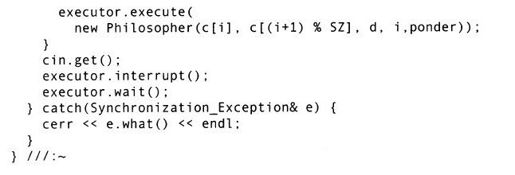 executor.execute(
new Philosopher(c[i], c[(i+1) % SZ], d, i,ponder));
}
cin.get();
executor.interrupt();
executor.wait();
} catch(Synchronization_Exception& e) {
cerr << e.what() << endl;
}
} ///:~